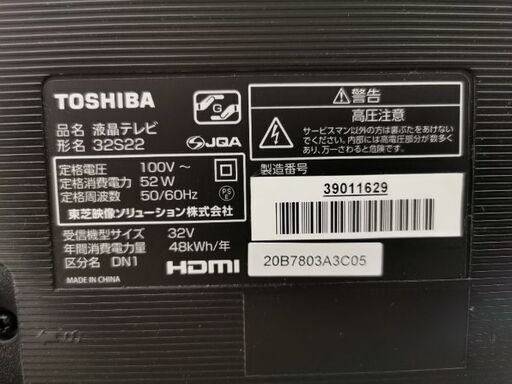 TOSHIBA
G
品名 液晶テレビ
形名 32S22
JQA
定格電圧 100V～
定格消費電力 52W
定格周波数 50/60Hz
PS
E
東芝映像ソリューション株式会社
受信機型サイズ 32V
年間消費電力量 48kWh/年
区分名 DN1
HDMI
MADE IN CHINA
警告
高圧注意
サービスマン以外の方は裏ぶたをあけないで
ください。内部には高電圧部分が数多く
あり、万一さわると危険です。
製造番号
39011629
20B7803A3C05